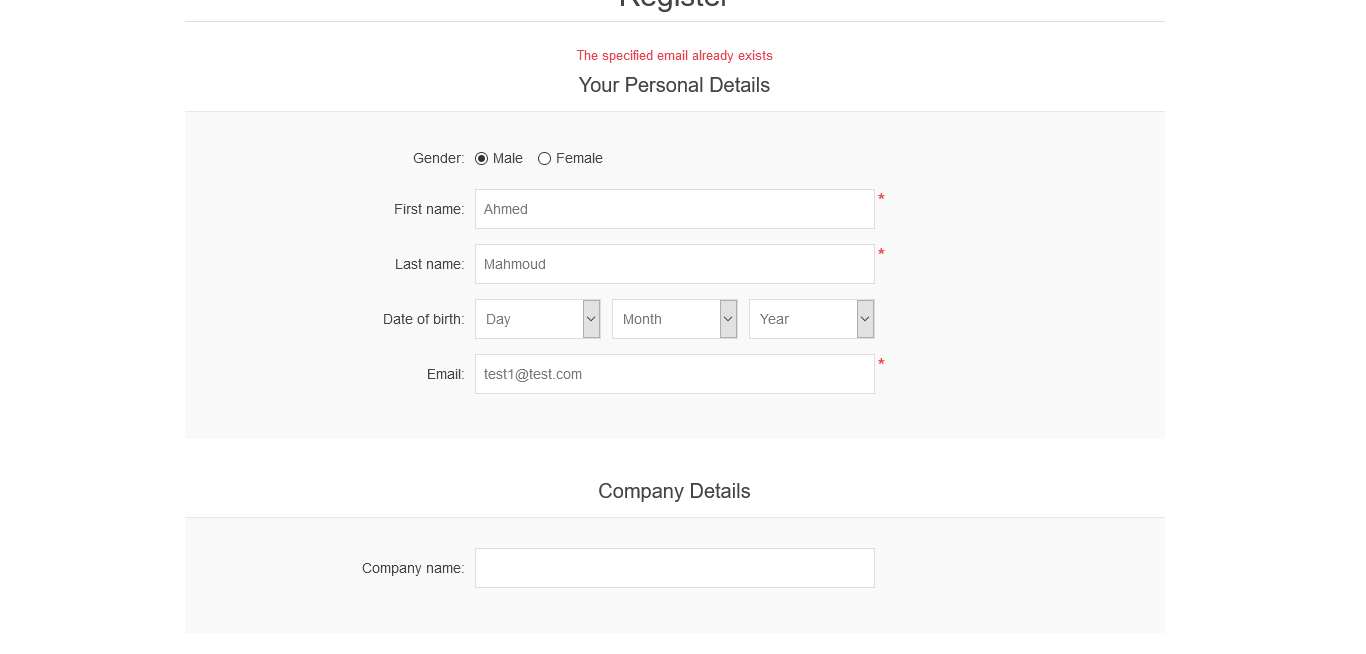 Register
The specified email already exists
Your Personal Details
Gender: Male Female
First name: Ahmed *
Last name: Mahmoud *
Date of birth: Day Month Year
Email: test1@test.com *
Company Details
Company name: